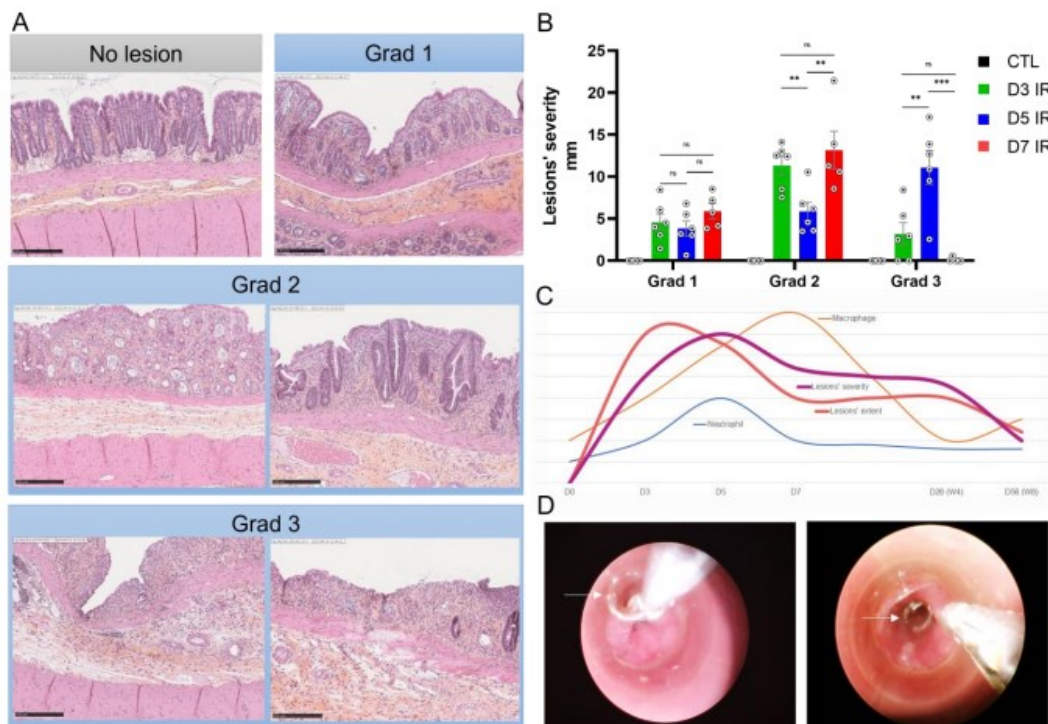 A
No lesion
Grad 1
Grad 2
Grad 3
B
Lesions' severity
mm
25
20
15
10
5
0
ns
ns
ns
ns
**
**
ns
**
***
Grad 1
Grad 2
Grad 3
CTL
D3 IR
D5 IR
D7 IR
C
Macrophage
Lesions' severity
Lesions' extent
Neutrophil
D0
D3
D5
D7
D28 (W4)
D56 (W8)
D